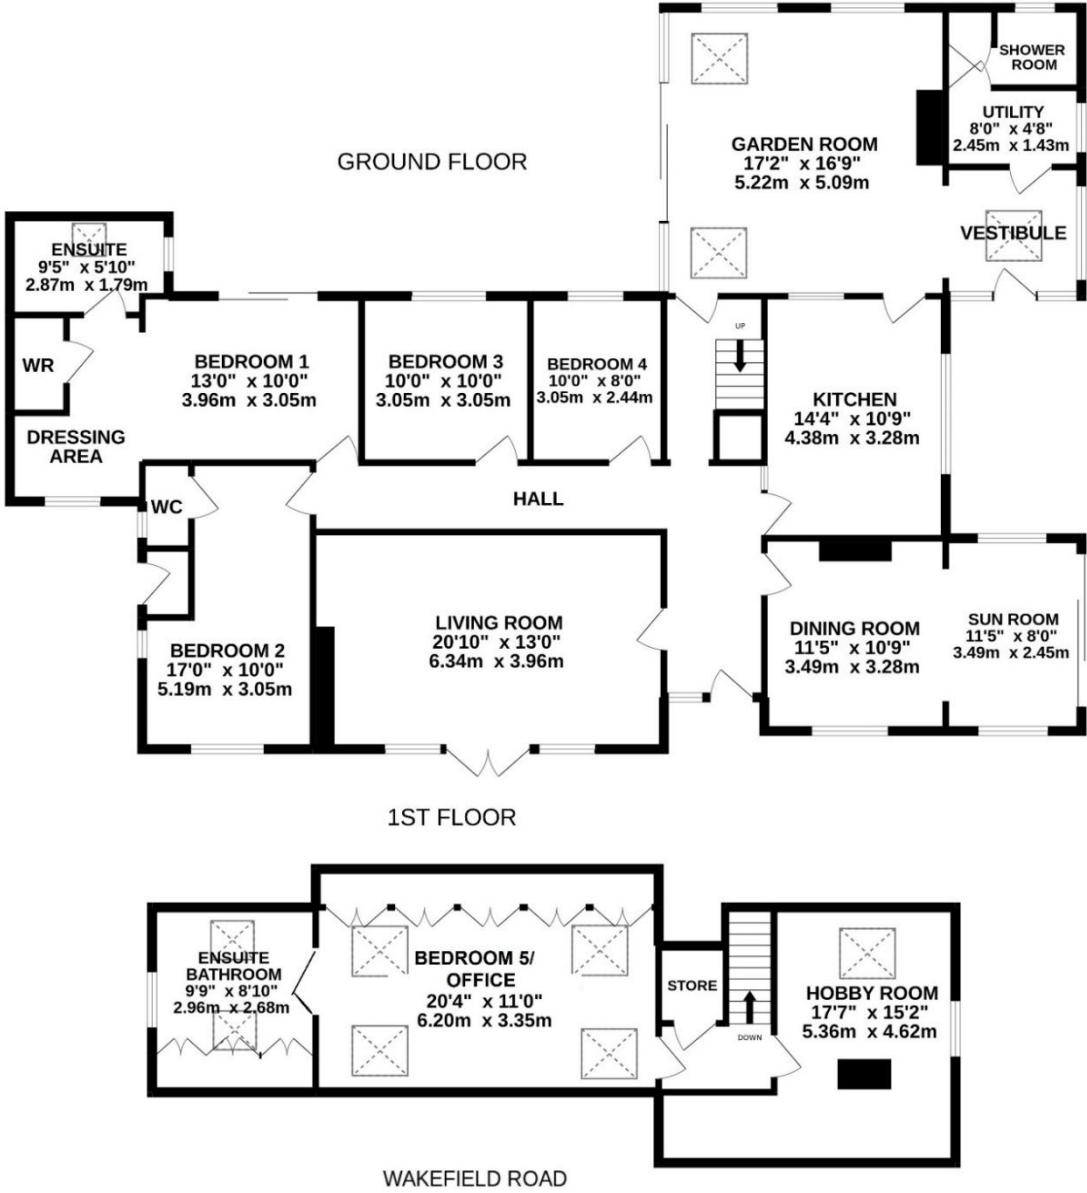 GROUND FLOOR
SHOWER
ROOM
UTILITY
8'0" x 4'8"
2.45m x 1.43m
GARDEN ROOM
17'2" x 16'9"
5.22m x 5.09m
VESTIBULE
ENSUITE
9'5" x 5'10"
2.87m x 1.79m
WR
DRESSING
AREA
BEDROOM 1
13'0" x 10'0"
3.96m x 3.05m
BEDROOM 3
10'0" x 10'0"
3.05m x 3.05m
BEDROOM 4
10'0" x 8'0"
3.05m x 2.44m
UP
KITCHEN
14'4" x 10'9"
4.38m x 3.28m
WC
HALL
BEDROOM 2
17'0" x 10'0"
5.19m x 3.05m
LIVING ROOM
20'10" x 13'0"
6.34m x 3.96m
DINING ROOM
11'5" x 10'9"
3.49m x 3.28m
SUN ROOM
11'5" x 8'0"
3.49m x 2.45m
1ST FLOOR
ENSUITE
BATHROOM
9'9" x 8'10"
2.96m x 2.68m
BEDROOM 5/
OFFICE
20'4" x 11'0"
6.20m x 3.35m
STORE
DOWN
HOBBY ROOM
17'7" x 15'2"
5.36m x 4.62m
WAKEFIELD ROAD